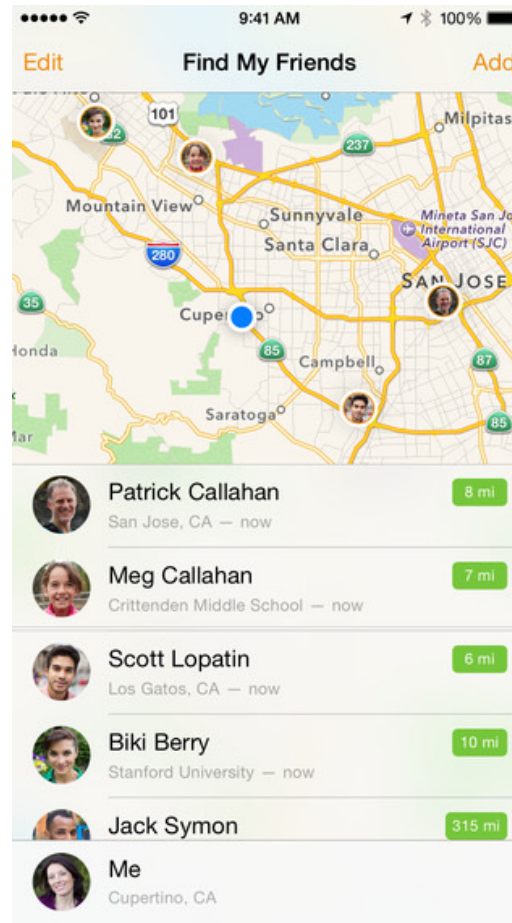 9:41 AM 100%
Edit Find My Friends Add
101
Milpitas
237
Mountain View
Sunnyvale
Mineta San Jo
International
Airport (SJC)
Santa Clara
280
SAN JOSE
35
Cupe o
Honda
85
Campbell
87
Saratoga
85
Mar
Patrick Callahan 8 mi
San Jose, CA — now
Meg Callahan 7 mi
Crittenden Middle School — now
Scott Lopatin 6 mi
Los Gatos, CA — now
Biki Berry 10 mi
Stanford University — now
Jack Symon 315 mi
Me
Cupertino, CA